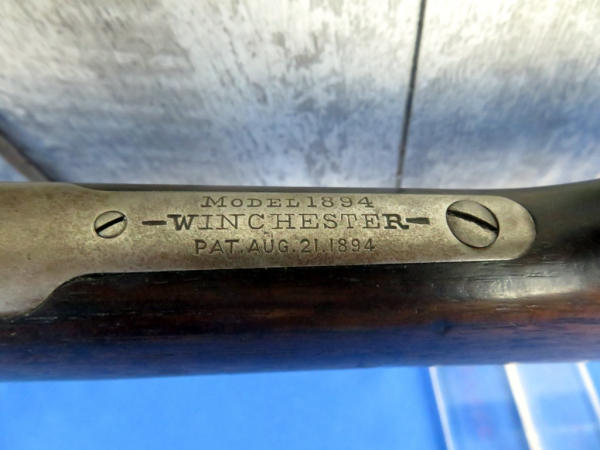 MODEL 1894
-WINCHESTER-
PAT. AUG. 21. 1894